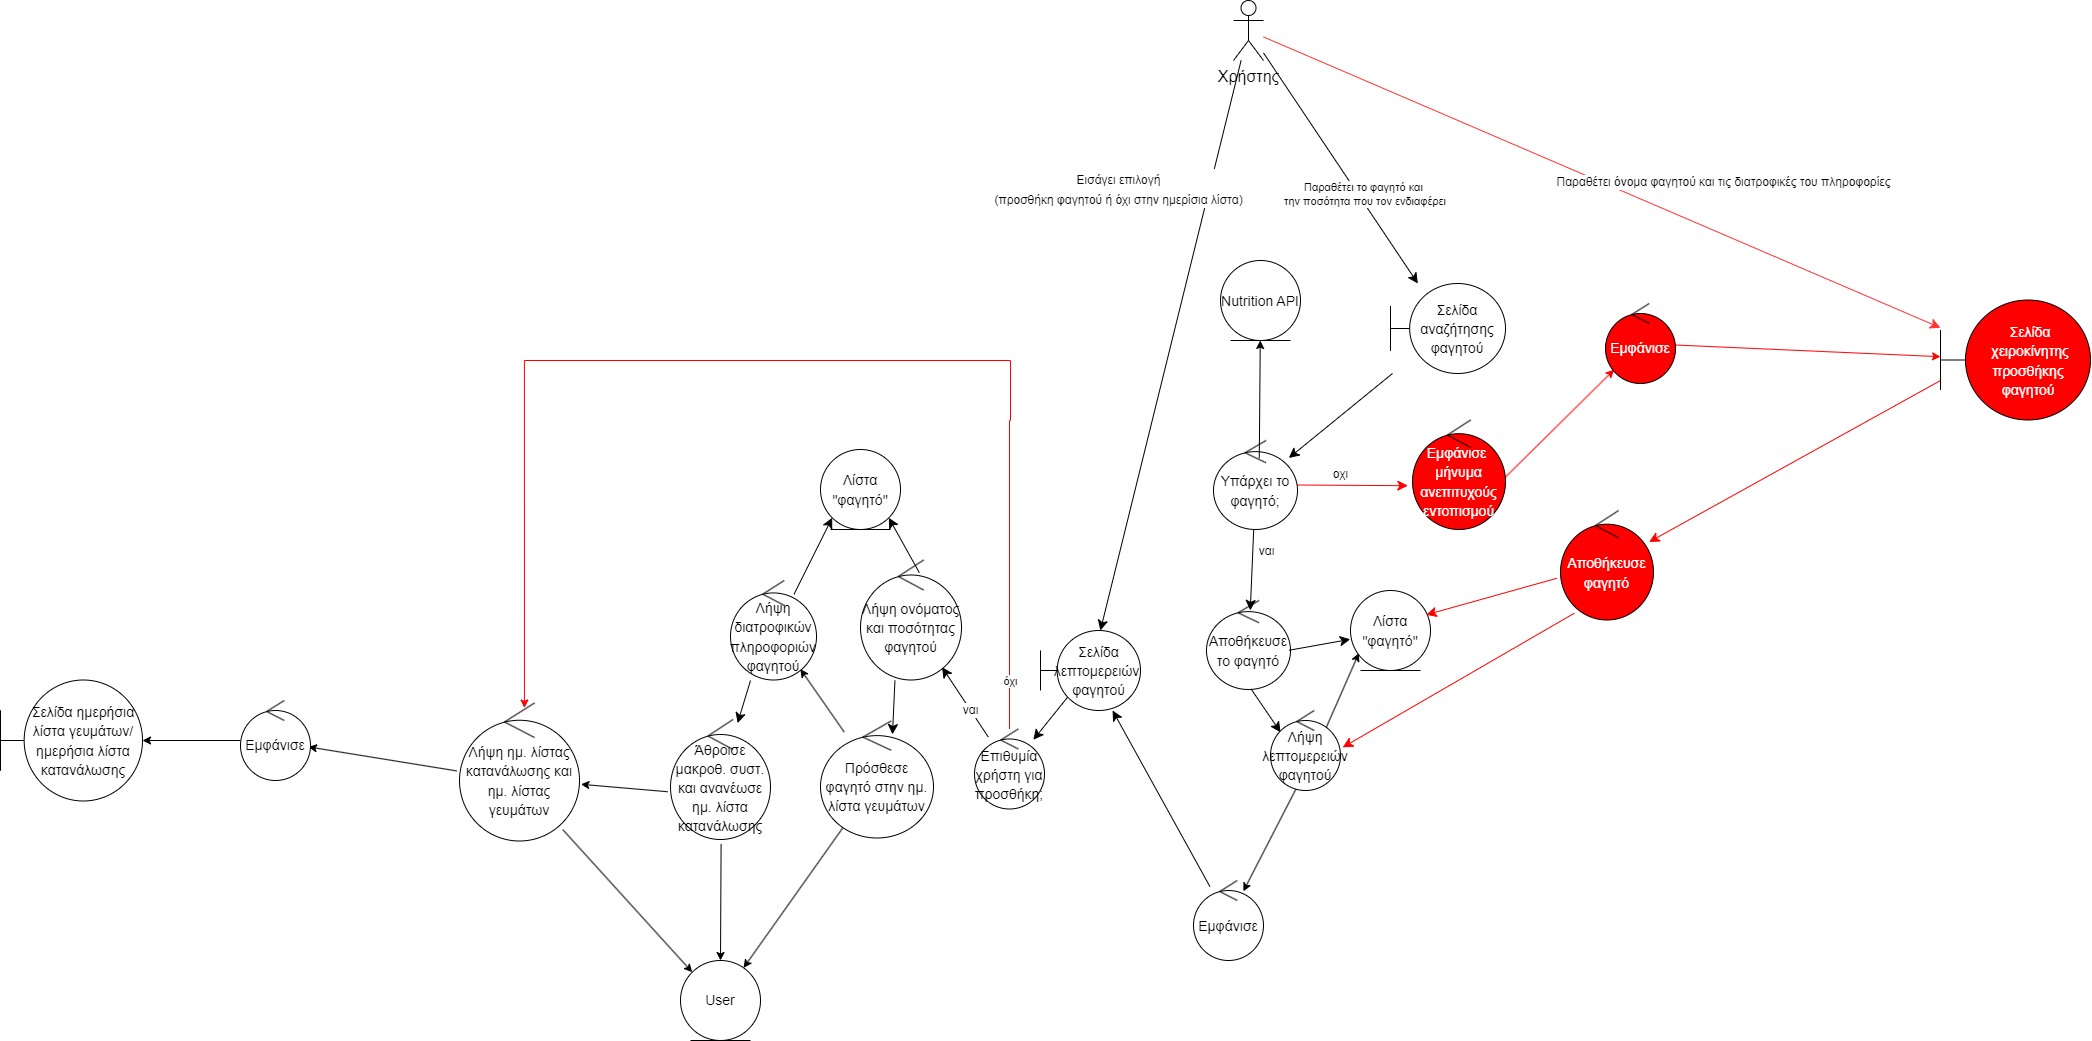 Χρήστης
Εισάγει επιλογή
(προσθήκη φαγητού ή όχι στην ημερίσια λίστα)
Παραθέτει το φαγητό και
την ποσότητα που τον ενδιαφέρει
Παραθέτει όνομα φαγητού και τις διατροφικές του πληροφορίες
Nutrition API
Σελίδα
αναζήτησης
φαγητού
Εμφάνισε
Σελίδα
χειροκίνητης
προσθήκης
φαγητού
Υπάρχει το
φαγητό;
οχι
Εμφάνισε
μήνυμα
ανεπιτυχούς
εντοπισμού
ναι
Αποθήκευσε
φαγητό
Λίστα
"φαγητό"
Λήψη
διατροφικών
πληροφοριών
φαγητού
Λήψη ονόματος
και ποσότητας
φαγητού
Σελίδα
λεπτομερειών
φαγητού
Αποθήκευσε
το φαγητό
Λίστα
"φαγητό"
όχι
ναι
Σελίδα ημερήσια
λίστα γευμάτων/
ημερήσια λίστα
κατανάλωσης
Εμφάνισε
Λήψη ημ. λίστας
κατανάλωσης και
ημ. λίστας
γευμάτων
Άθροισε
μακροθ. συστ.
και ανανέωσε
ημ. λίστα
κατανάλωσης
Πρόσθεσε
φαγητό στην ημ.
λίστα γευμάτων
Επιθυμία
χρήστη για
προσθήκη;
Λήψη
λεπτομερειών
φαγητού
Εμφάνισε
User